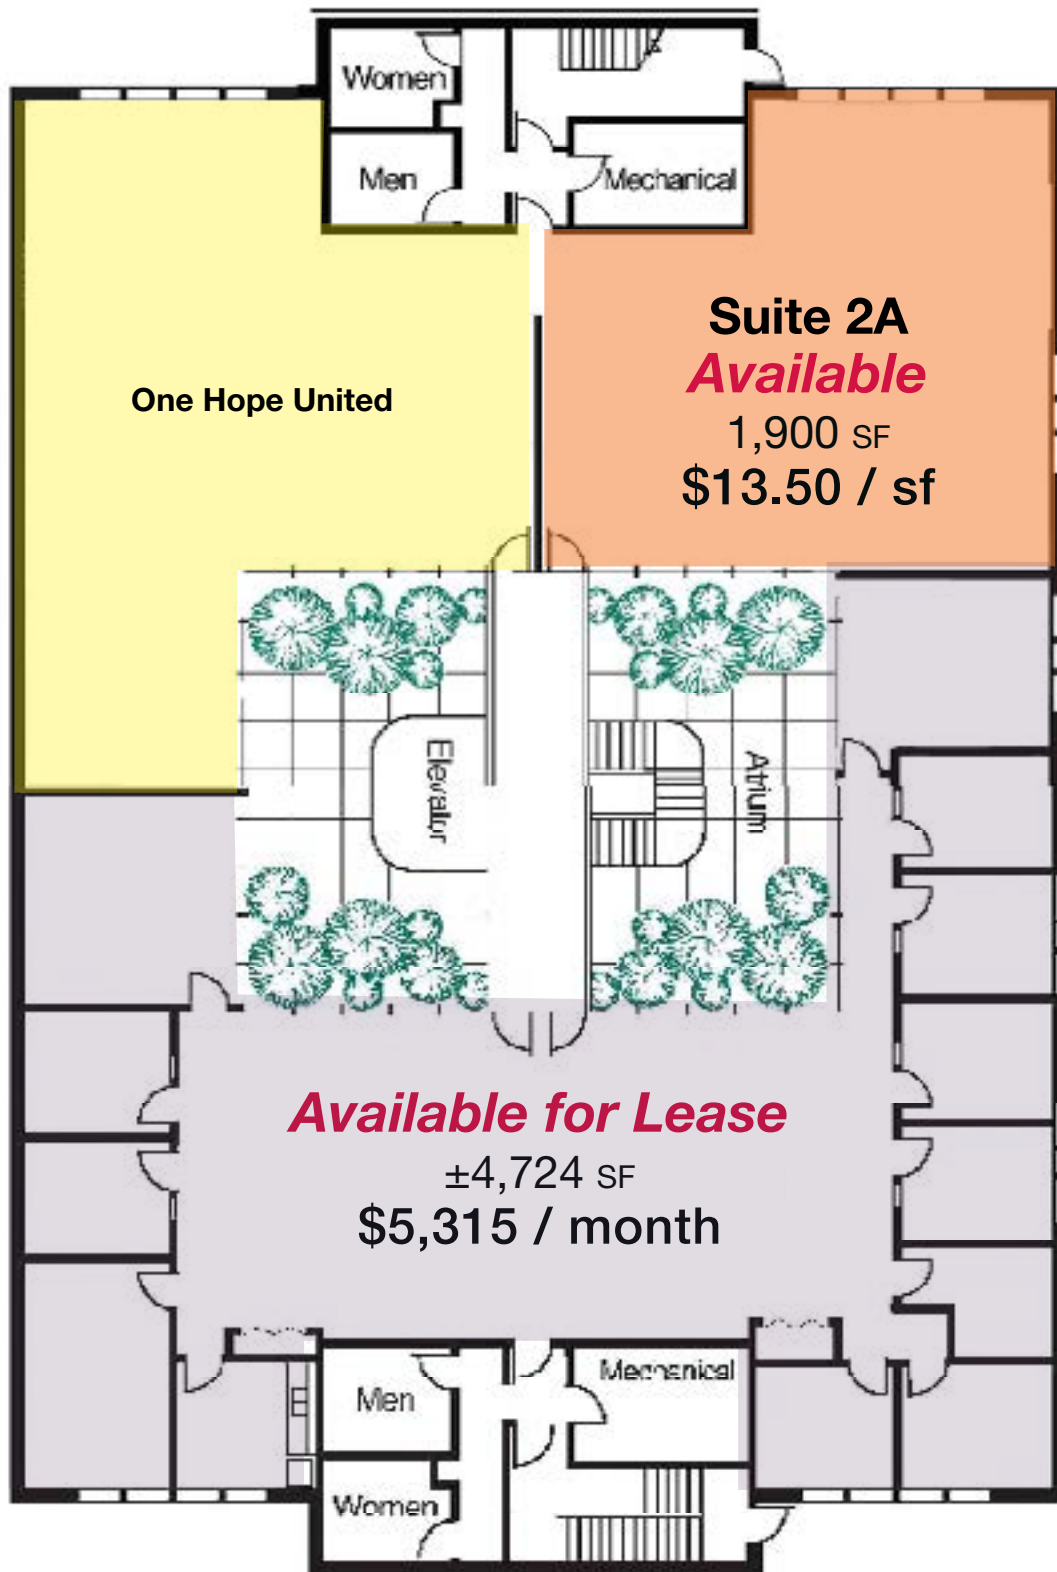 Women
Men
Mechanical
Suite 2A
Available
1,900 SF
$13.50 / sf
One Hope United
Elevator
Atrium
Available for Lease
±4,724 SF
$5,315 / month
Men
Mechanical
Women